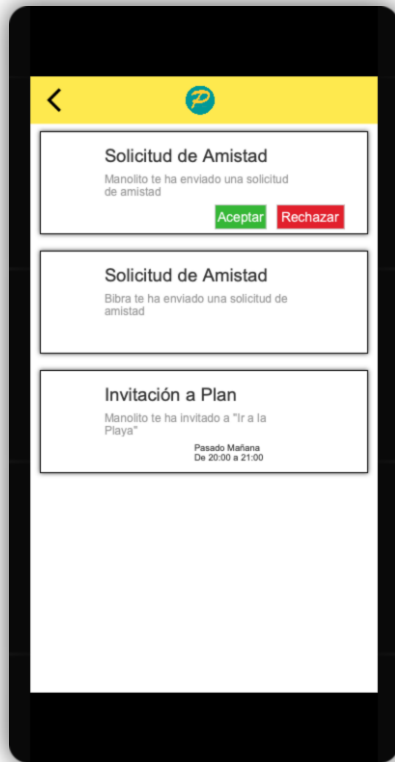 P
Solicitud de Amistad
Manolito te ha enviado una solicitud
de amistad
Aceptar Rechazar
Solicitud de Amistad
Bibra te ha enviado una solicitud de
amistad
Invitación a Plan
Manolito te ha invitado a "Ir a la
Playa"
Pasado Mañana
De 20:00 a 21:00